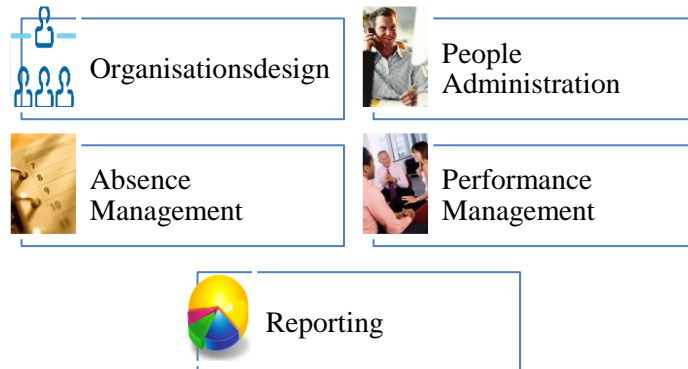 Organisationsdesign
People
Administration
Absence
Management
Performance
Management
Reporting